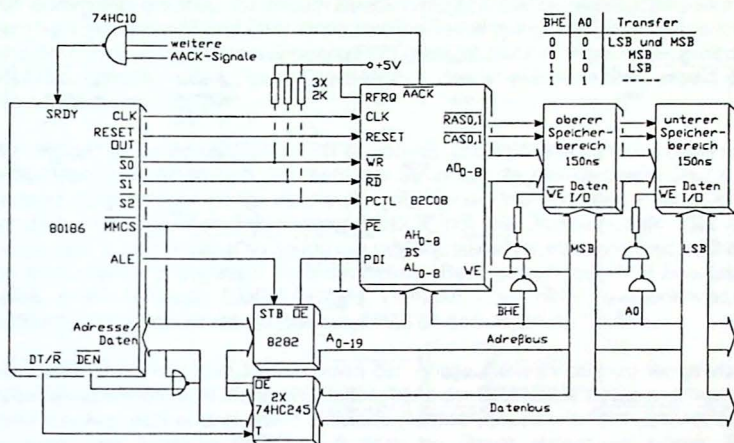 74HC10
weitere
AACK-Signale
+5V
3X
2K
BHE A0 Transfer
0 0 LSB und MSB
0 1 MSB
1 0 LSB
1 1 -----
SRDY
CLK
RESET
OUT
S0
S1
S2
80186
MMCS
ALE
Adresse/
Daten
DT/R DEN
RFRQ AACK
CLK
RESET
WR
RD
PCTL 82C08
PE
PDI
AH0-8
BS
AL0-8
RAS0,1
CAS0,1
AO0-8
WE
oberer
Speicher-
bereich
150ns
WE Daten
I/O
unterer
Speicher-
bereich
150ns
WE Daten
I/O
MSB
LSB
BHE
A0
STB OE
8282
A0-19
Adreßbus
OE
2X
74HC245
T
Datenbus